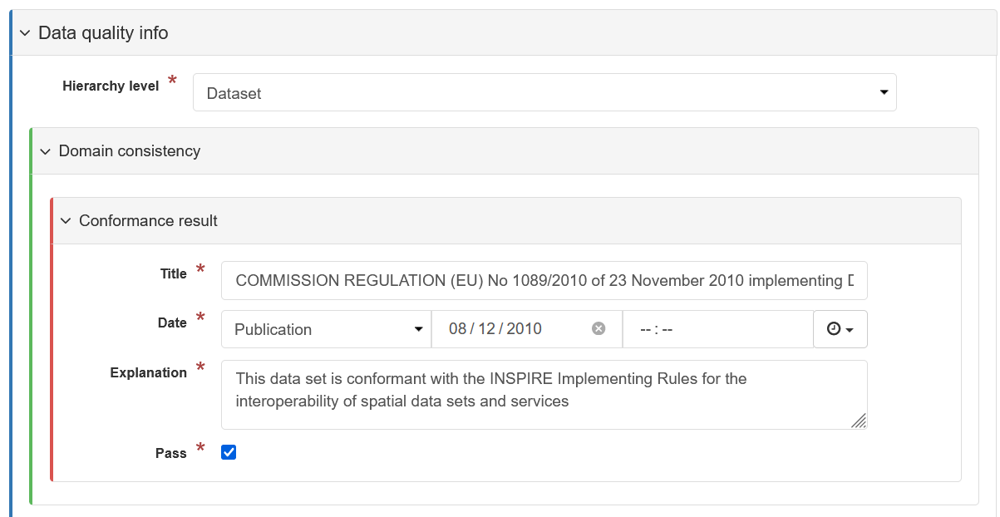 Data quality info
Hierarchy level *
Dataset
Domain consistency
Conformance result
Title *
COMMISSION REGULATION (EU) No 1089/2010 of 23 November 2010 implementing
Date *
Publication
08 / 12 / 2010
-- : --
Explanation *
This data set is conformant with the INSPIRE Implementing Rules for the
interoperability of spatial data sets and services
Pass *